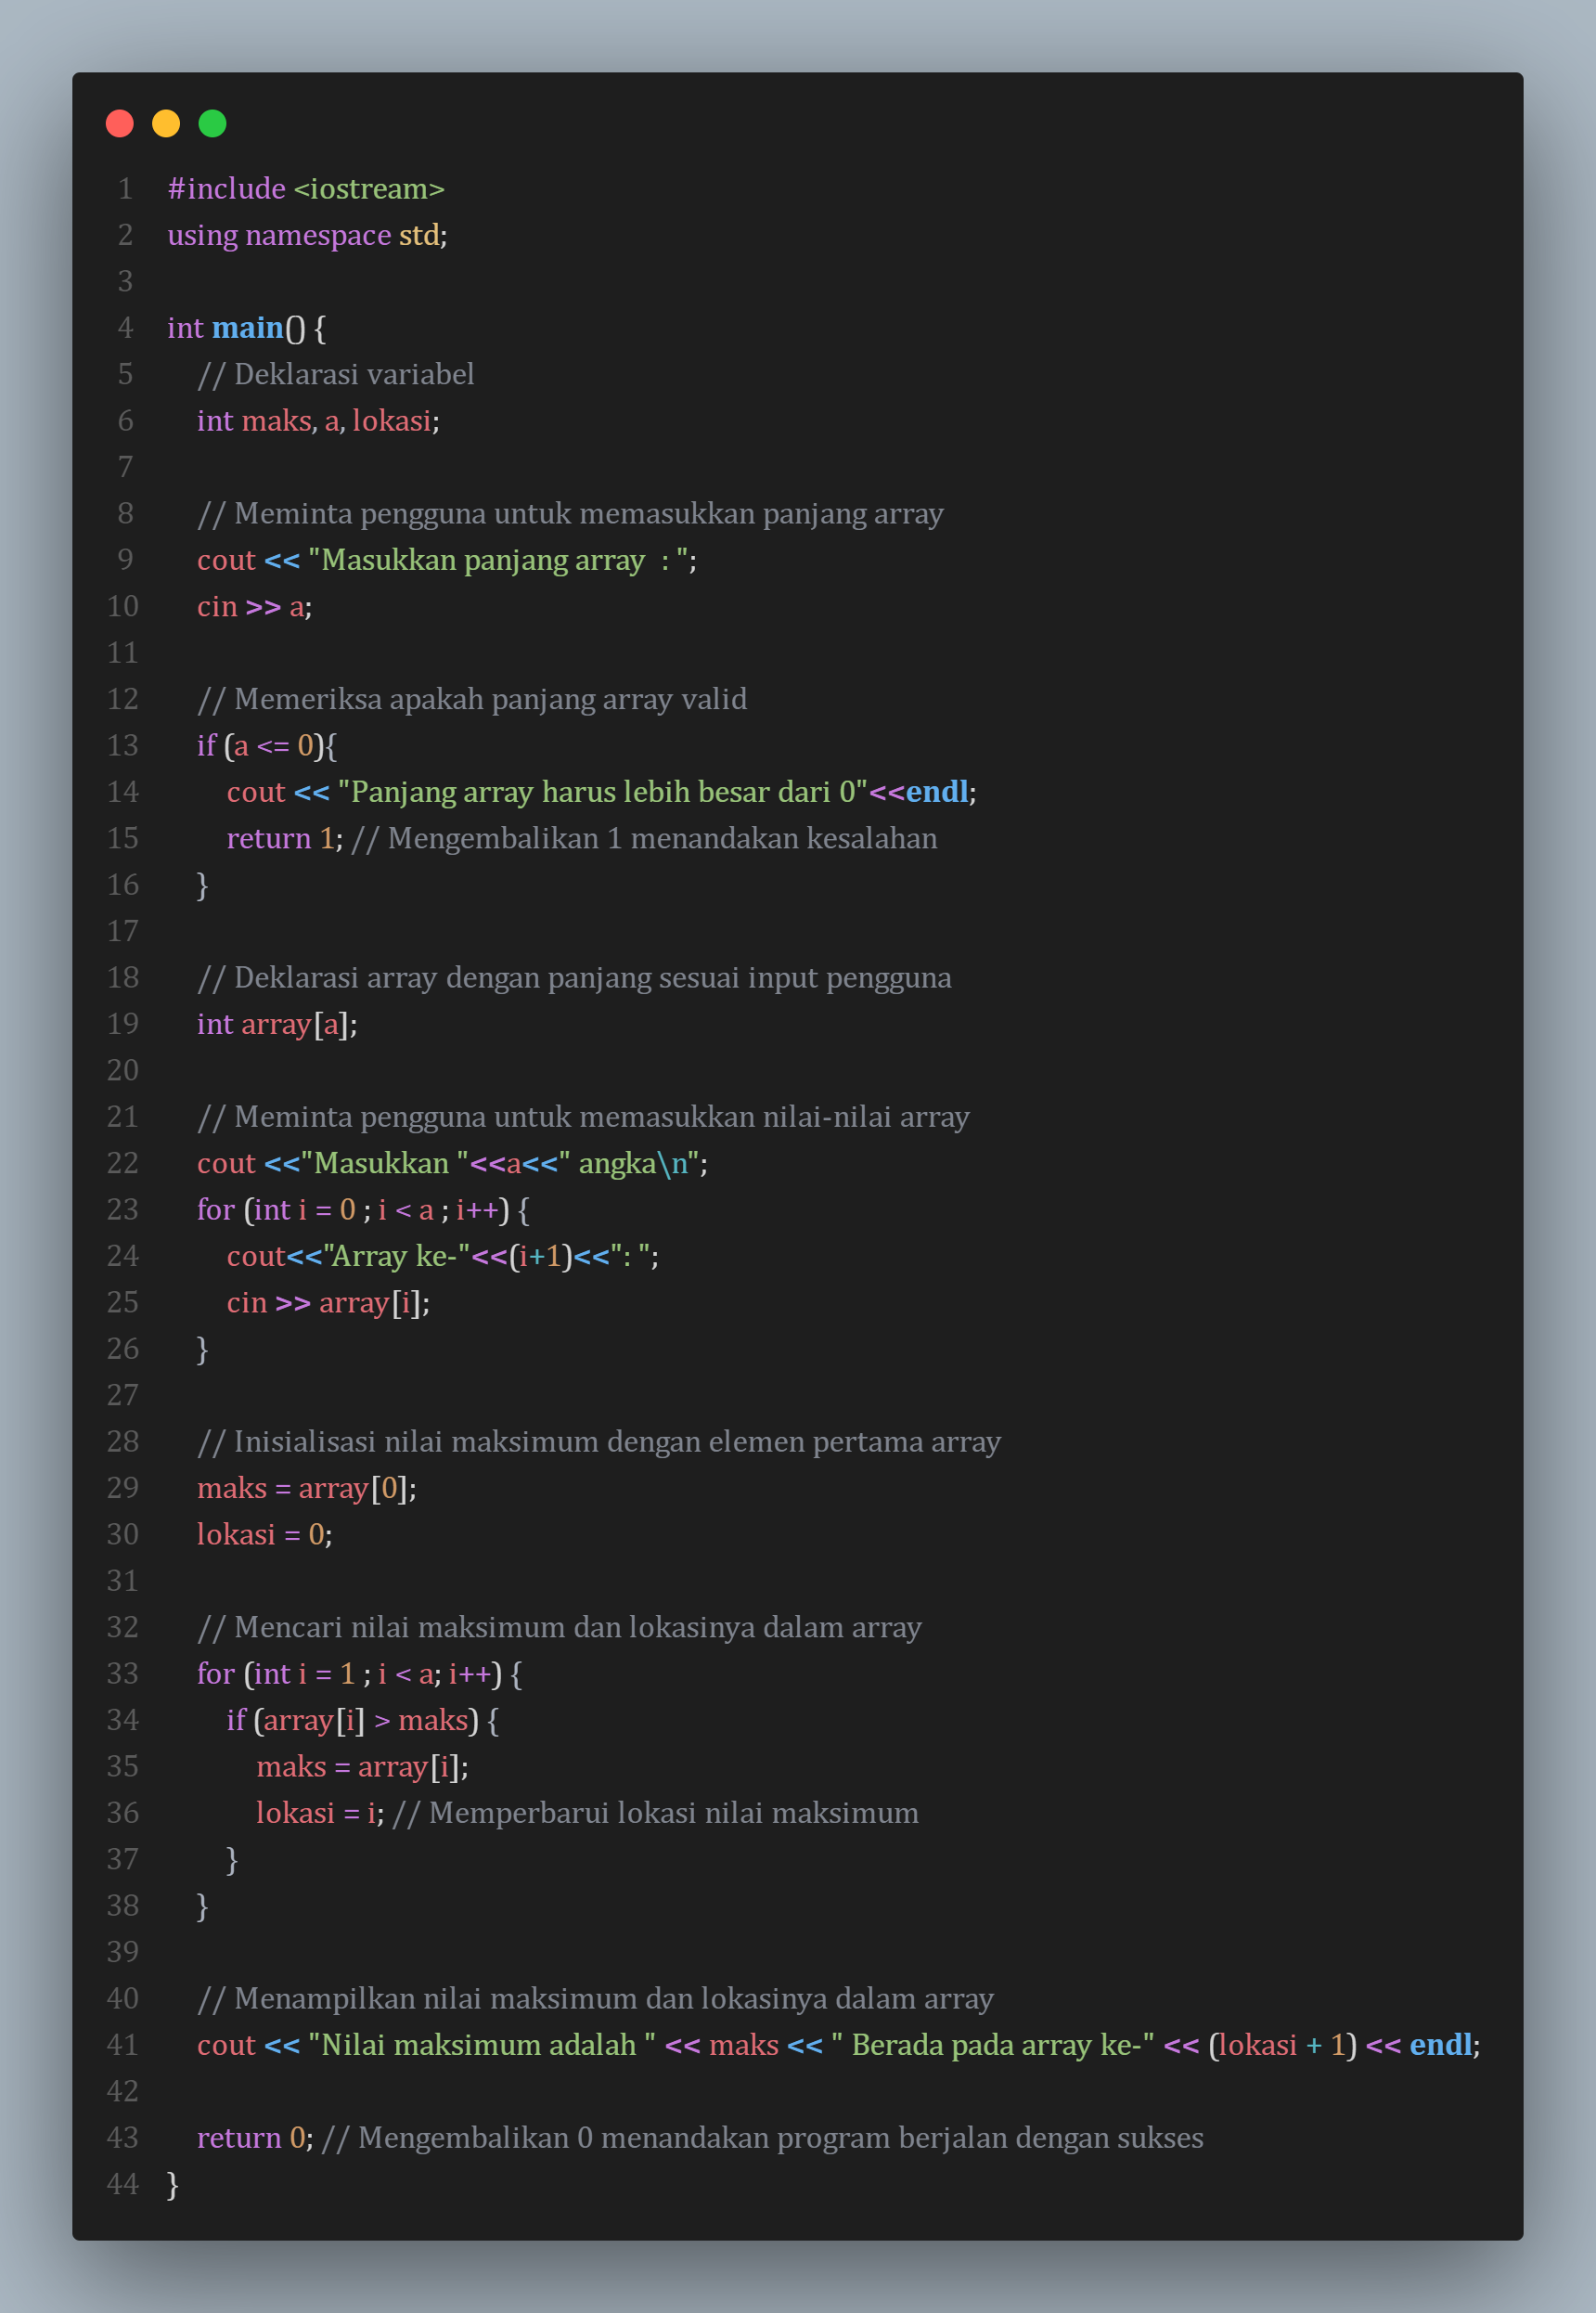 1 #include <iostream>
2 using namespace std;
3
4 int main() {
5     // Deklarasi variabel
6     int maks, a, lokasi;
7
8     // Meminta pengguna untuk memasukkan panjang array
9     cout << "Masukkan panjang array  : ";
10     cin >> a;
11
12     // Memeriksa apakah panjang array valid
13     if (a <= 0){
14         cout << "Panjang array harus lebih besar dari 0"<<endl;
15         return 1; // Mengembalikan 1 menandakan kesalahan
16     }
17
18     // Deklarasi array dengan panjang sesuai input pengguna
19     int array[a];
20
21     // Meminta pengguna untuk memasukkan nilai-nilai array
22     cout <<"Masukkan "<<a<<" angka\n";
23     for (int i = 0 ; i < a ; i++) {
24         cout<<"Array ke-"<<(i+1)<<": ";
25         cin >> array[i];
26     }
27
28     // Inisialisasi nilai maksimum dengan elemen pertama array
29     maks = array[0];
30     lokasi = 0;
31
32     // Mencari nilai maksimum dan lokasinya dalam array
33     for (int i = 1 ; i < a; i++) {
34         if (array[i] > maks) {
35             maks = array[i];
36             lokasi = i; // Memperbarui lokasi nilai maksimum
37         }
38     }
39
40     // Menampilkan nilai maksimum dan lokasinya dalam array
41     cout << "Nilai maksimum adalah " << maks << " Berada pada array ke-" << (lokasi + 1) << endl;
42
43     return 0; // Mengembalikan 0 menandakan program berjalan dengan sukses
44 }